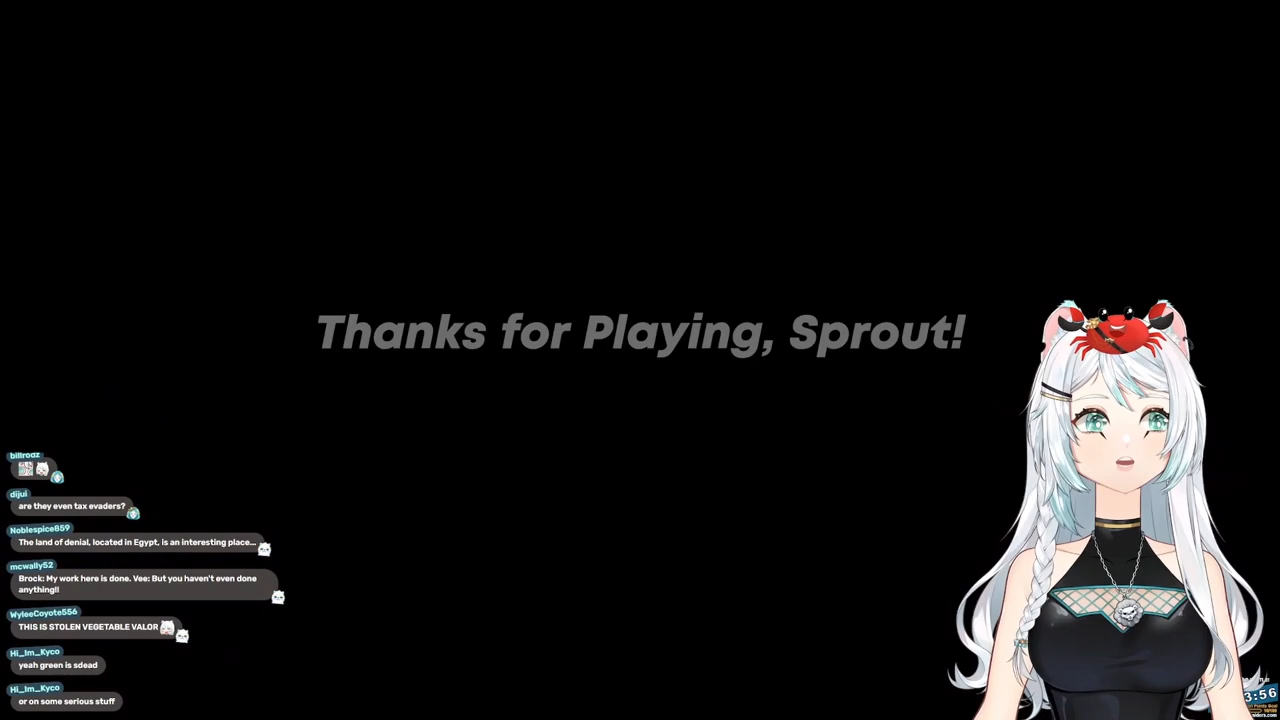 Thanks for Playing, Sprout!
billrodz
dijui
are they even tax evaders?
Noblespice859
The land of denial, located in Egypt, is an interesting place...
mcwally52
Brock: My work here is done. Vee: But you haven't even done
anything!!
WyleeCoyote556
THIS IS STOLEN VEGETABLE VALOR
Hi_Im_Kyco
yeah green is sdead
Hi_Im_Kyco
or on some serious stuff
3:56